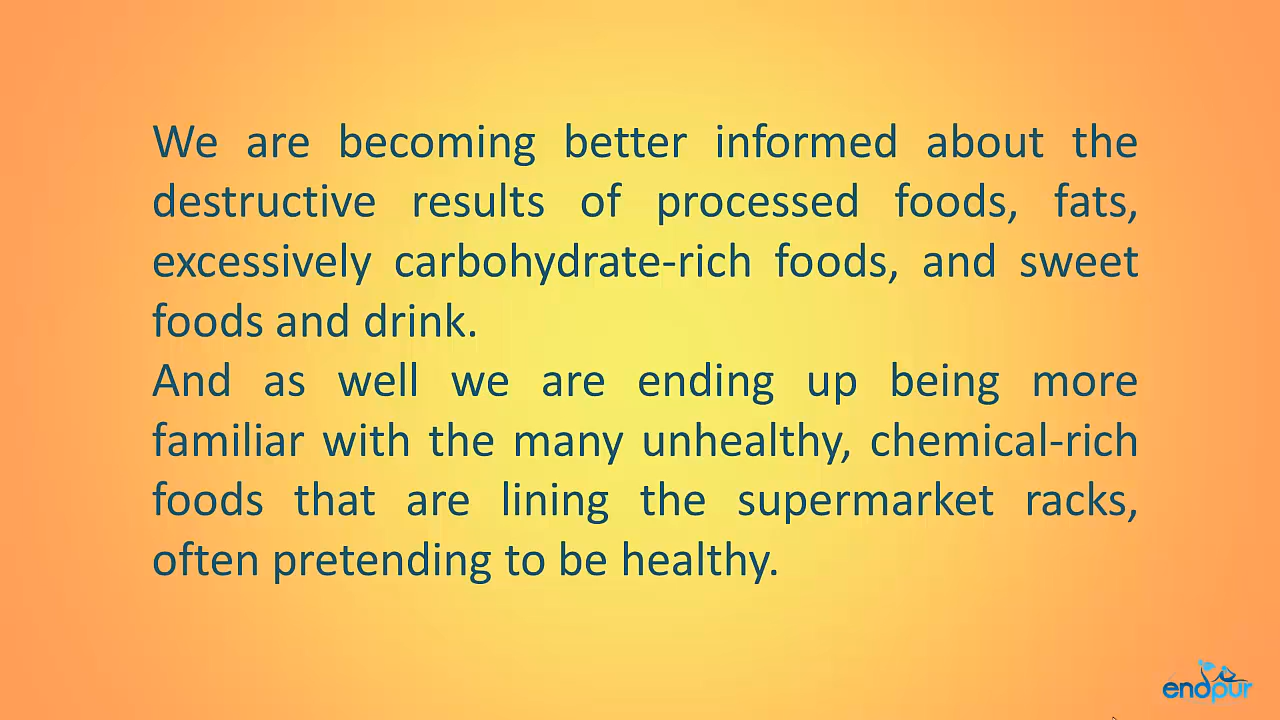 We are becoming better informed about the
destructive results of processed foods, fats,
excessively carbohydrate-rich foods, and sweet
foods and drink.
And as well we are ending up being more
familiar with the many unhealthy, chemical-rich
foods that are lining the supermarket racks,
often pretending to be healthy.
endpur